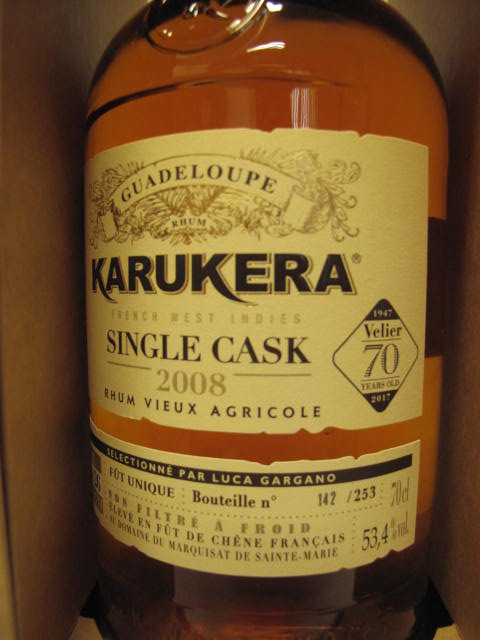 GUADELOUPE
RHUM
KARUKERA®
FRENCH WEST INDIES
SINGLE CASK
2008
RHUM VIEUX AGRICOLE
1947
Velier
70
YEARS OLD
2017
SÉLECTIONNÉ PAR LUCA GARGANO
FÛT UNIQUE Bouteille n° 142 /253 70cl
NON FILTRÉ À FROID
ELEVÉ EN FÛT DE CHÊNE FRANÇAIS 53,4% vol.
AU DOMAINE DU MARQUISAT DE SAINTE-MARIE